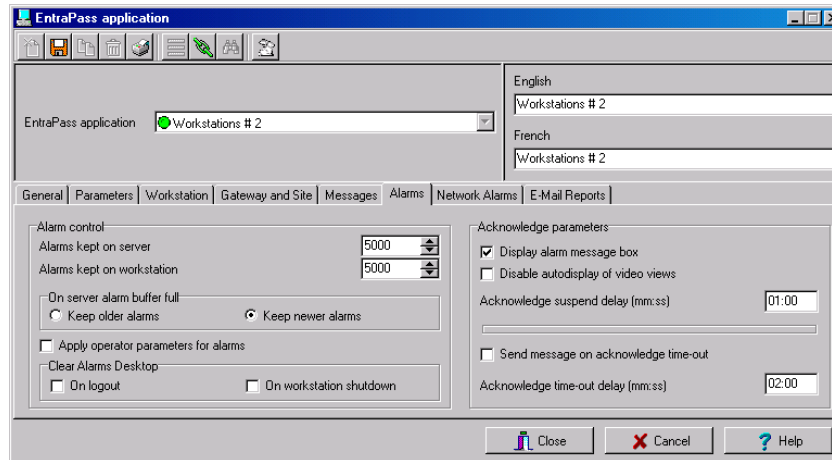 EntraPass application
English
Workstations # 2
EntraPass application
Workstations # 2
French
Workstations # 2
General
Parameters
Workstation
Gateway and Site
Messages
Alarms
Network Alarms
E-Mail Reports
Alarm control
Alarms kept on server 5000
Alarms kept on workstation 5000
On server alarm buffer full
Keep older alarms
Keep newer alarms
Apply operator parameters for alarms
Clear Alarms Desktop
On logout
On workstation shutdown
Acknowledge parameters
Display alarm message box
Disable autodisplay of video views
Acknowledge suspend delay (mm:ss) 01:00
Send message on acknowledge time-out
Acknowledge time-out delay (mm:ss) 02:00
Close
Cancel
Help